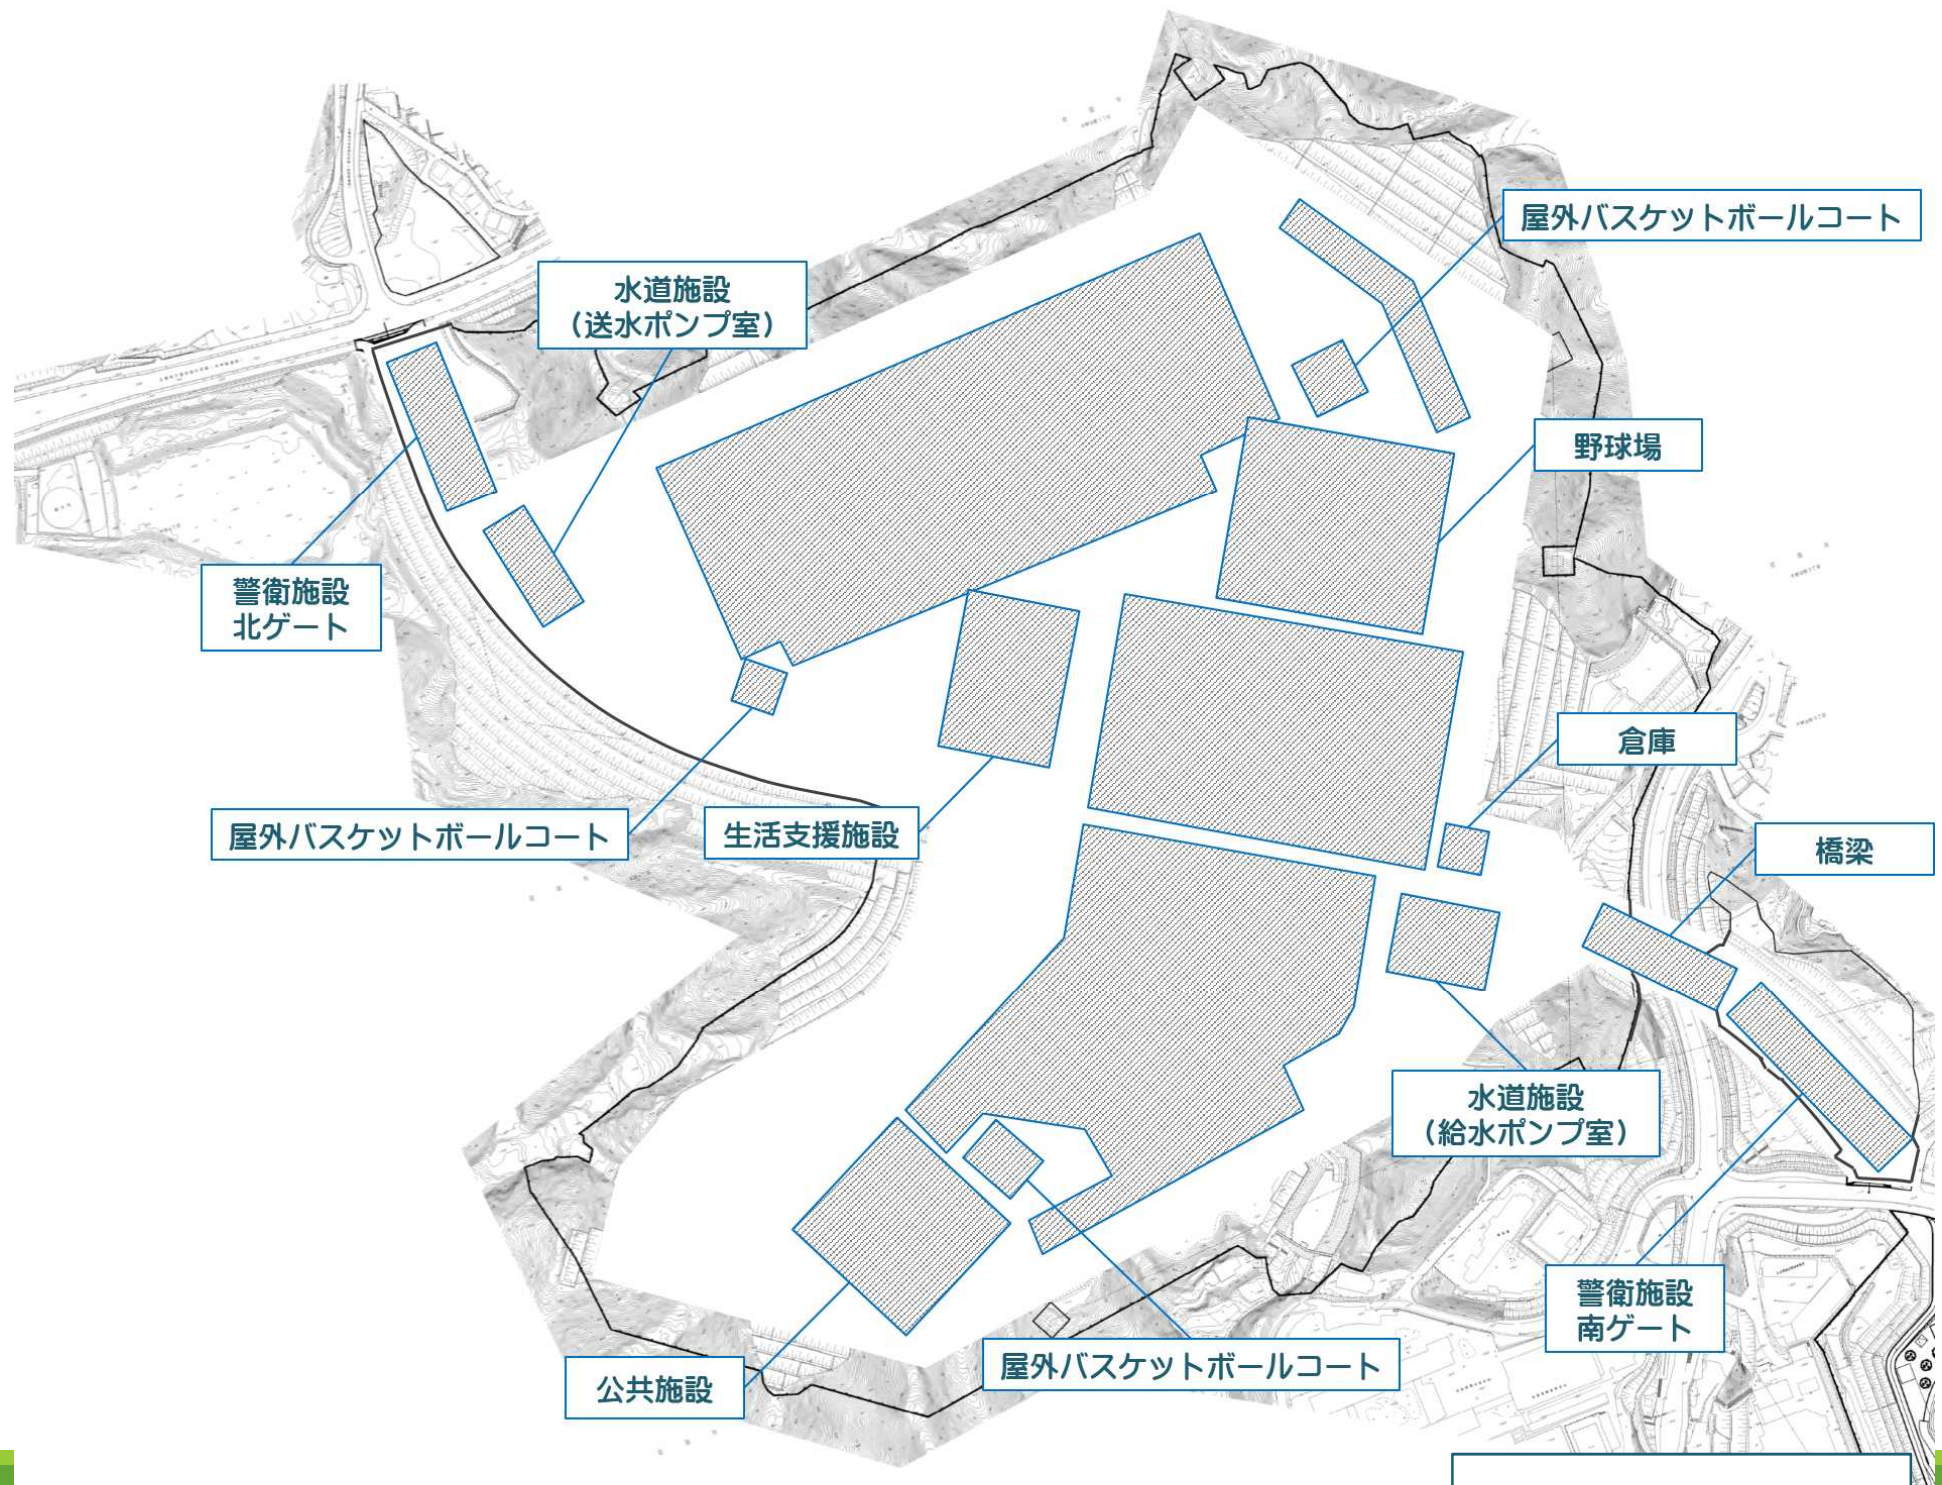 屋外バスケットボールコート
水道施設
（送水ポンプ室）
野球場
警衛施設
北ゲート
倉庫
屋外バスケットボールコート
生活支援施設
橋梁
水道施設
（給水ポンプ室）
警衛施設
南ゲート
屋外バスケットボールコート
公共施設